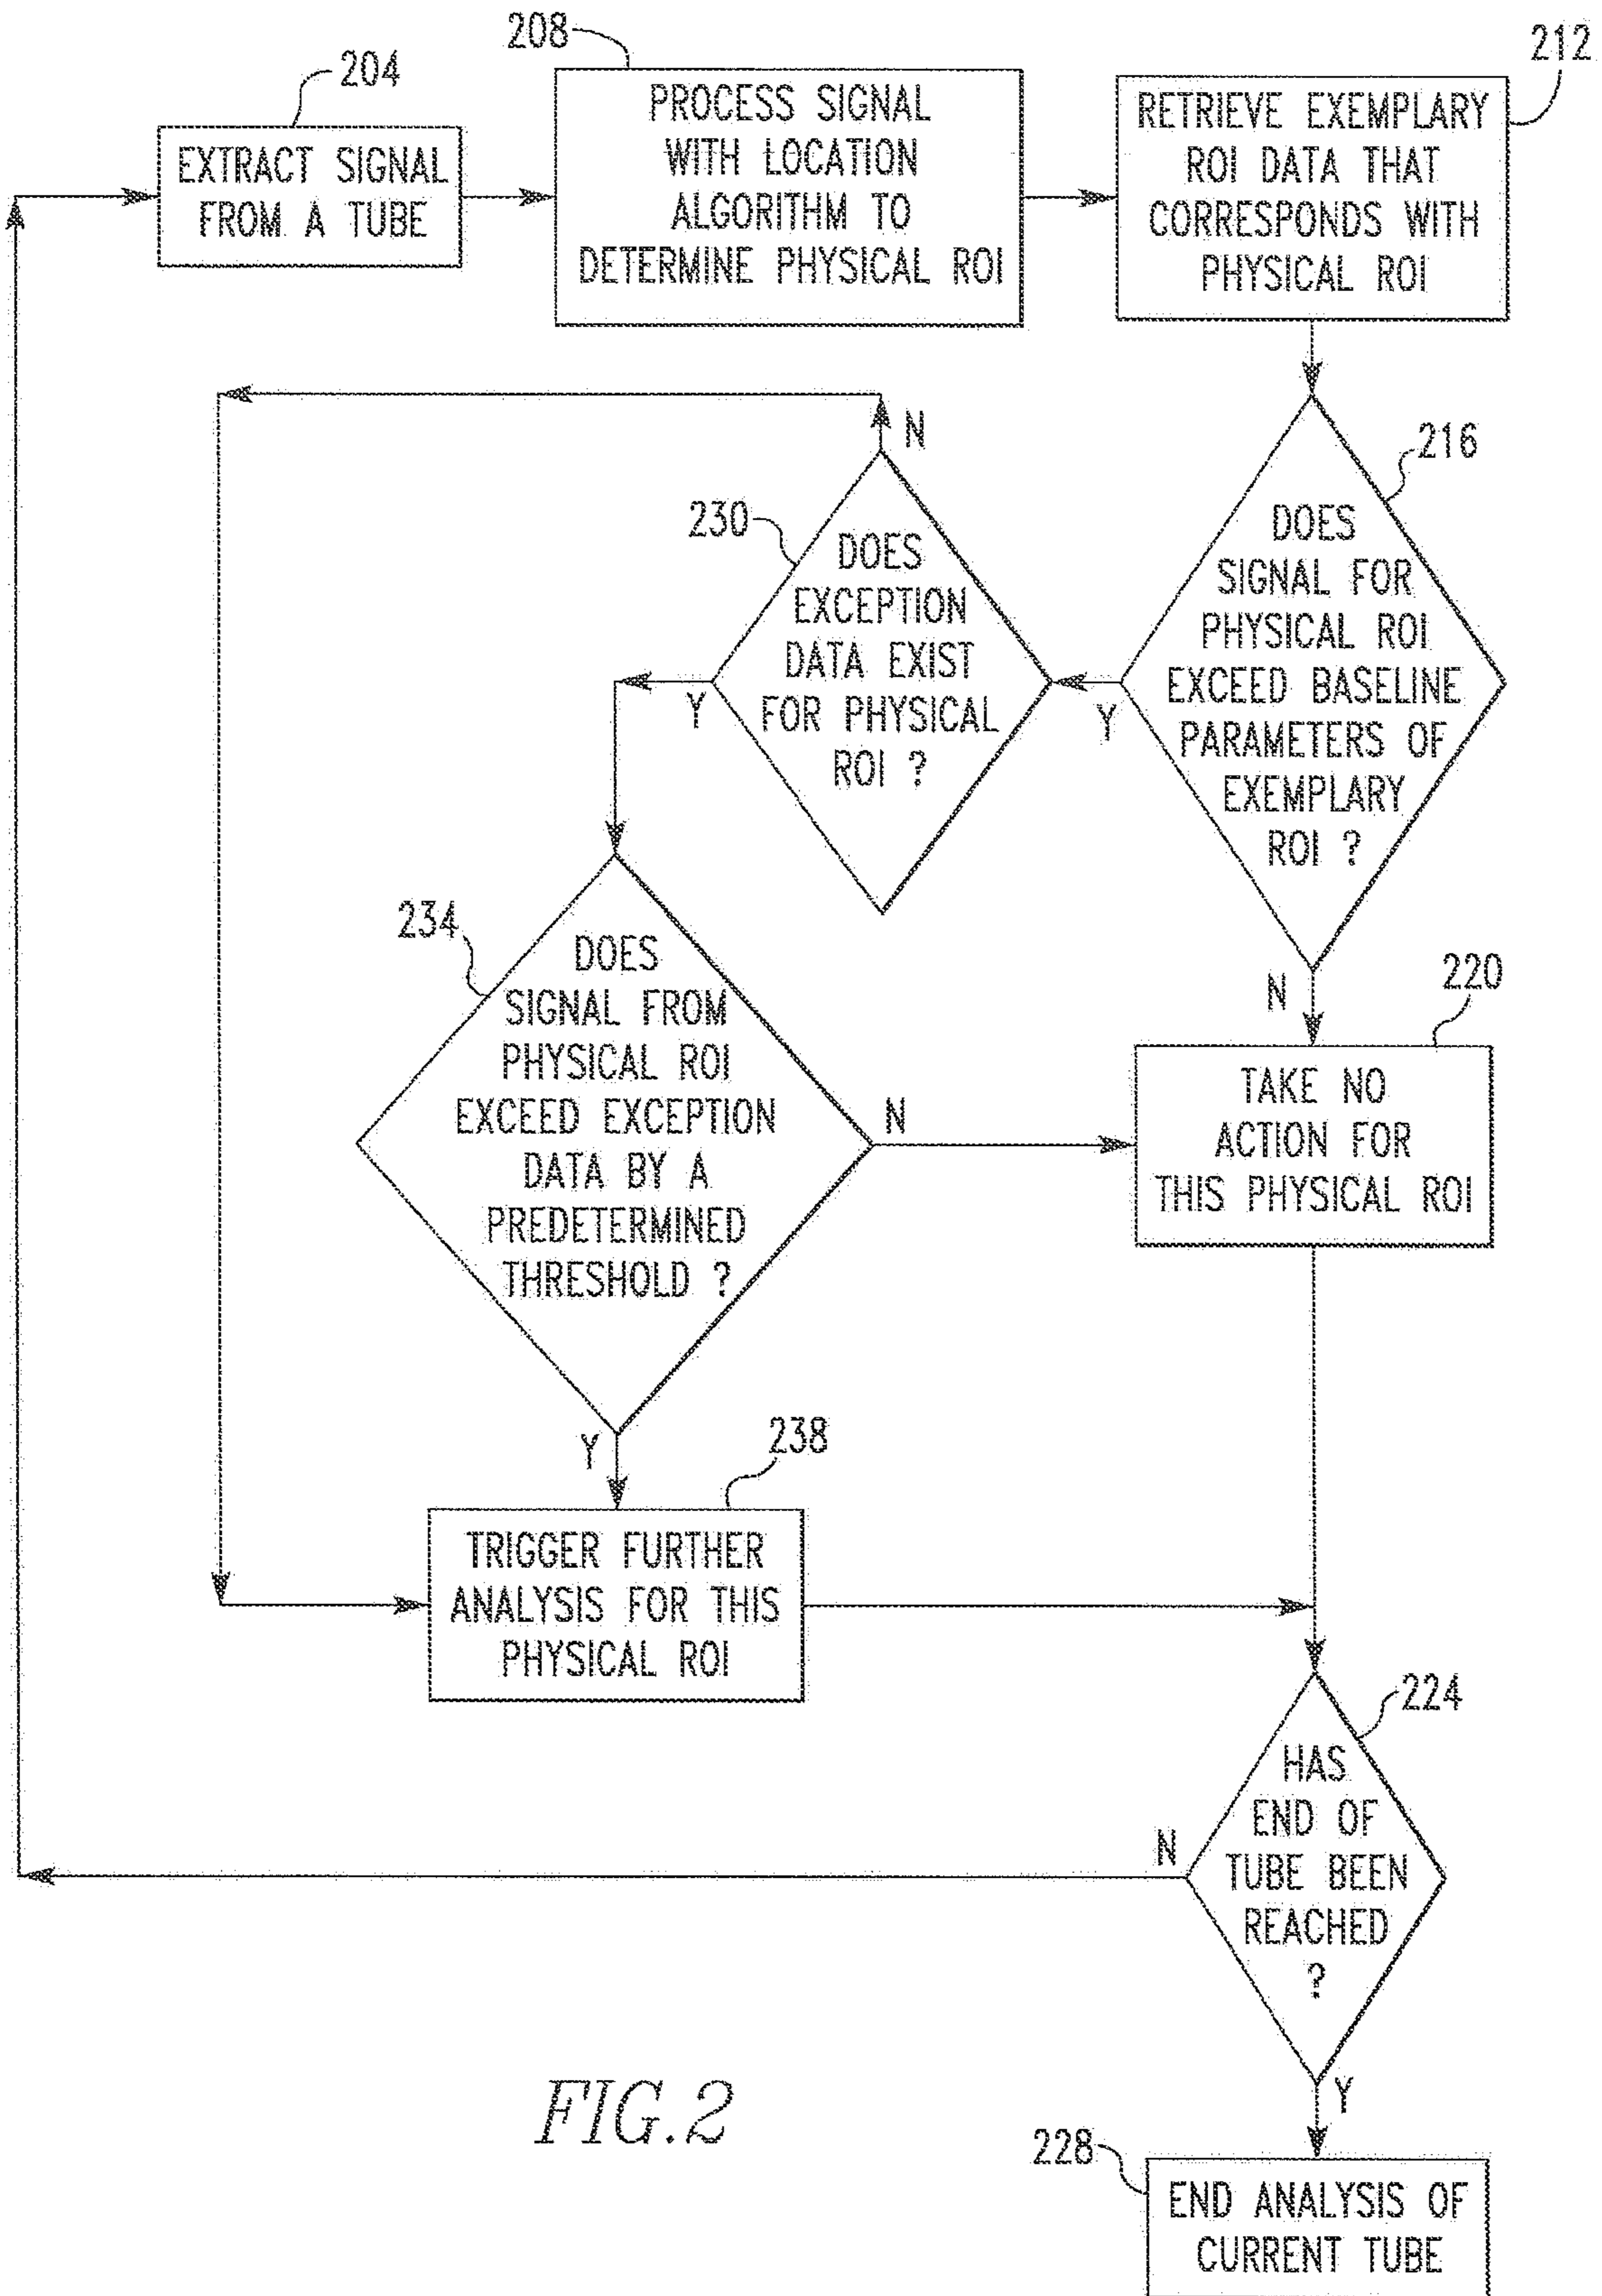 204
EXTRACT SIGNAL
FROM A TUBE
208
PROCESS SIGNAL
WITH LOCATION
ALGORITHM TO
DETERMINE PHYSICAL ROI
212
RETRIEVE EXEMPLARY
ROI DATA THAT
CORRESPONDS WITH
PHYSICAL ROI
216
DOES
SIGNAL FOR
PHYSICAL ROI
EXCEED BASELINE
PARAMETERS OF
EXEMPLARY
ROI ?
Y
N
230
DOES
EXCEPTION
DATA EXIST
FOR PHYSICAL
ROI ?
N
Y
234
DOES
SIGNAL FROM
PHYSICAL ROI
EXCEED EXCEPTION
DATA BY A
PREDETERMINED
THRESHOLD ?
N
Y
220
TAKE NO
ACTION FOR
THIS PHYSICAL ROI
238
TRIGGER FURTHER
ANALYSIS FOR THIS
PHYSICAL ROI
224
HAS
END OF
TUBE BEEN
REACHED
?
N
Y
228
END ANALYSIS OF
CURRENT TUBE
FIG.2